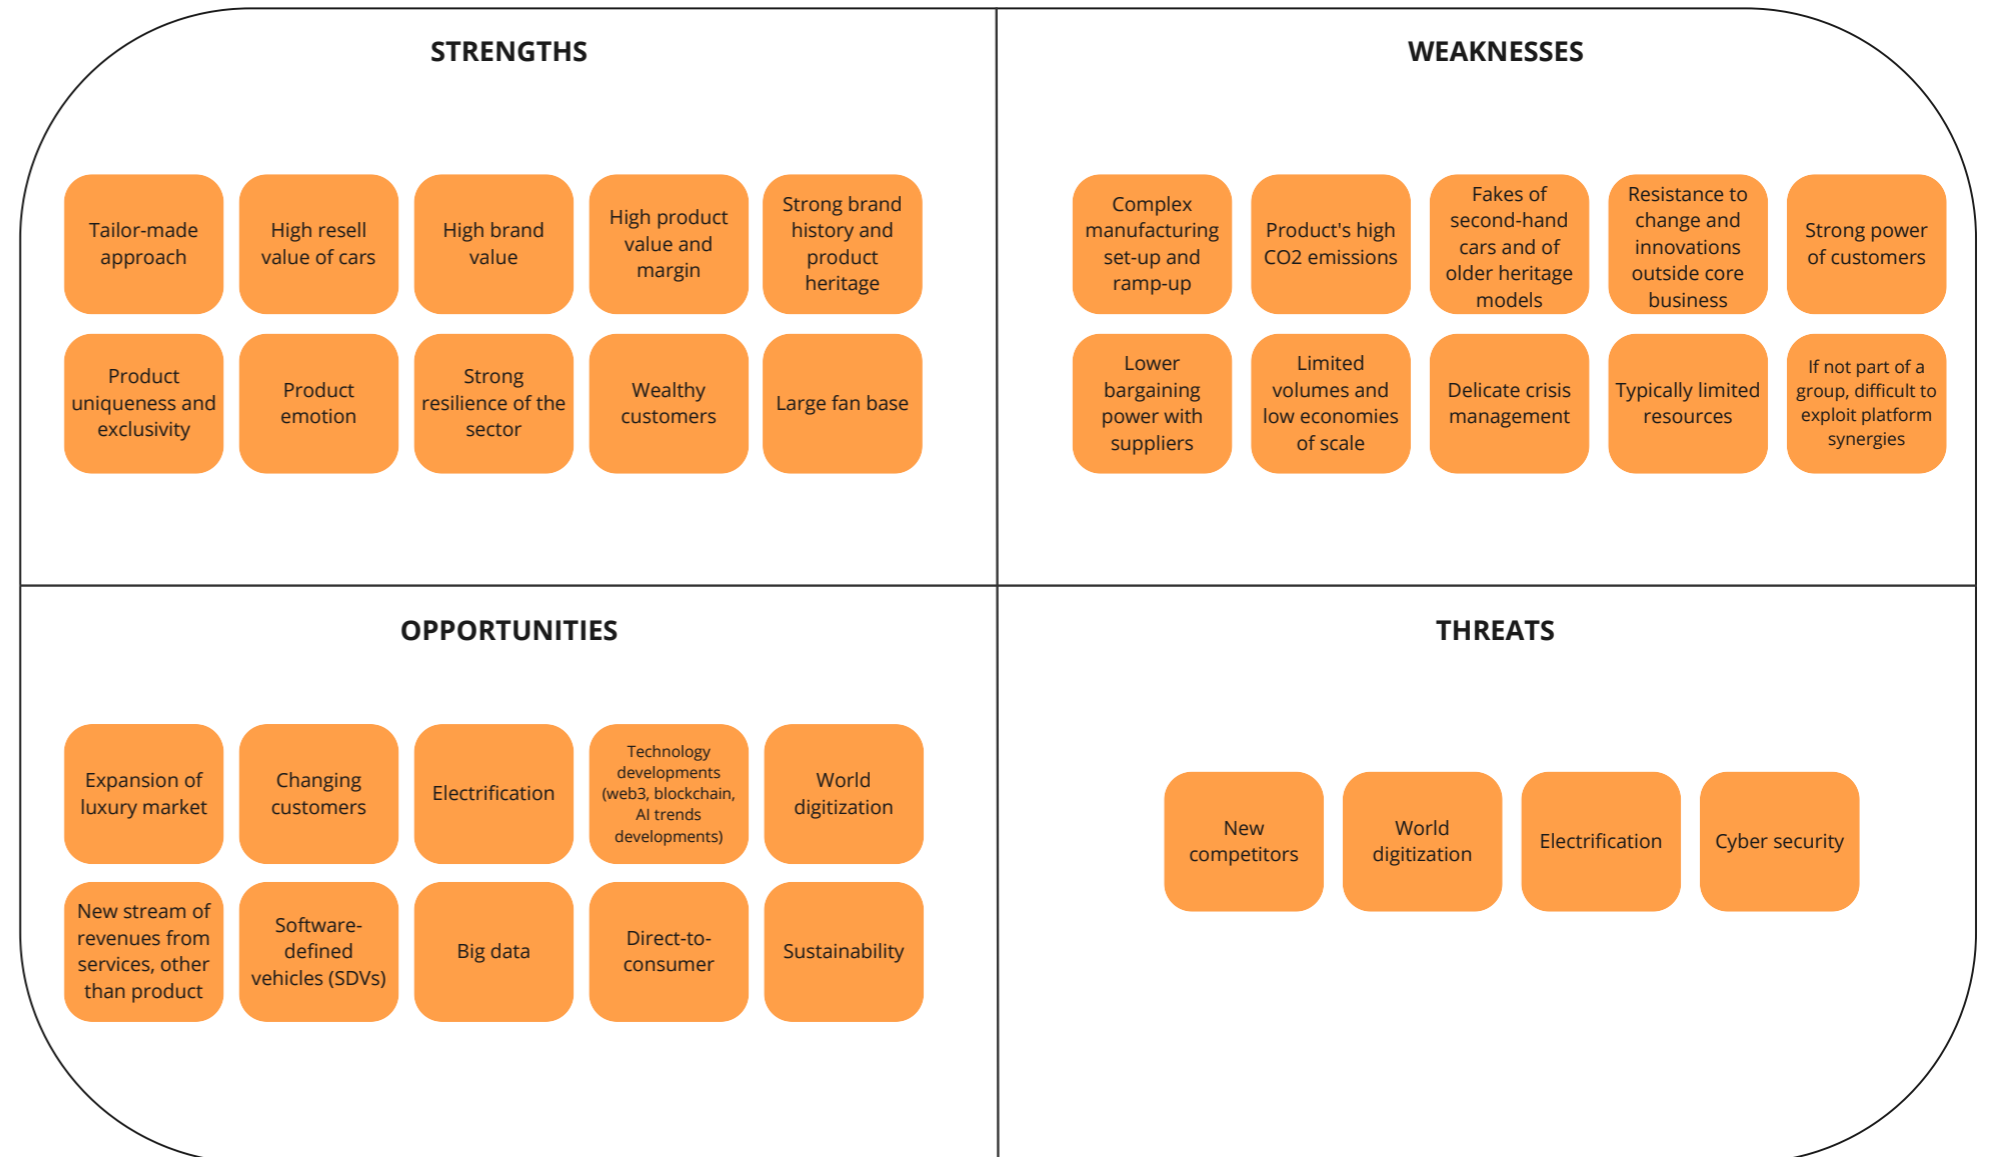 STRENGTHS
Tailor-made
approach
High resell
value of cars
High brand
value
High product
value and
margin
Strong brand
history and
product
heritage
Product
uniqueness and
exclusivity
Product
emotion
Strong
resilience of the
sector
Wealthy
customers
Large fan base
WEAKNESSES
Complex
manufacturing
set-up and
ramp-up
Product's high
CO2 emissions
Fakes of
second-hand
cars and of
older heritage
models
Resistance to
change and
innovations
outside core
business
Strong power
of customers
Lower
bargaining
power with
suppliers
Limited
volumes and
low economies
of scale
Delicate crisis
management
Typically limited
resources
If not part of a
group, difficult to
exploit platform
synergies
OPPORTUNITIES
Expansion of
luxury market
Changing
customers
Electrification
Technology
developments
(web3, blockchain,
AI trends
developments)
World
digitization
New stream of
revenues from
services, other
than product
Software-
defined
vehicles (SDVs)
Big data
Direct-to-
consumer
Sustainability
THREATS
New
competitors
World
digitization
Electrification
Cyber security